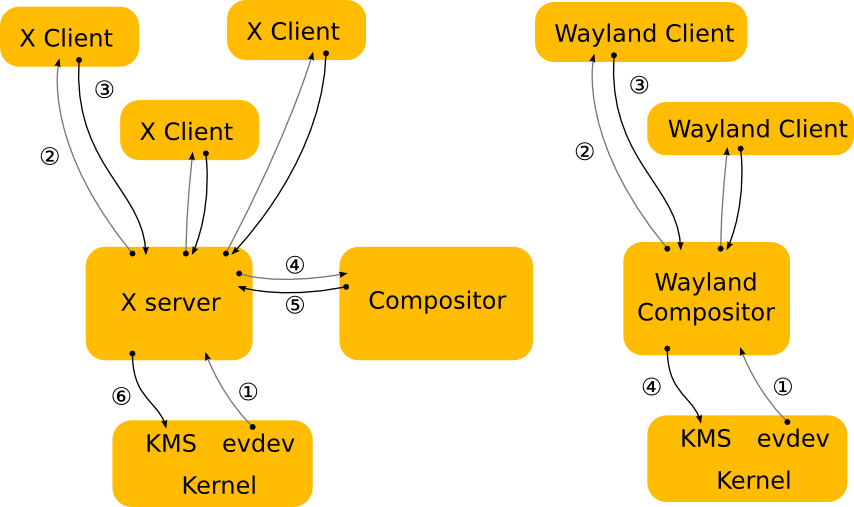 X Client
X Client
③
X Client
②
④
X server
Compositor
⑤
⑥
①
KMS evdev
Kernel
Wayland Client
③
Wayland Client
②
Wayland
Compositor
④
①
KMS evdev
Kernel